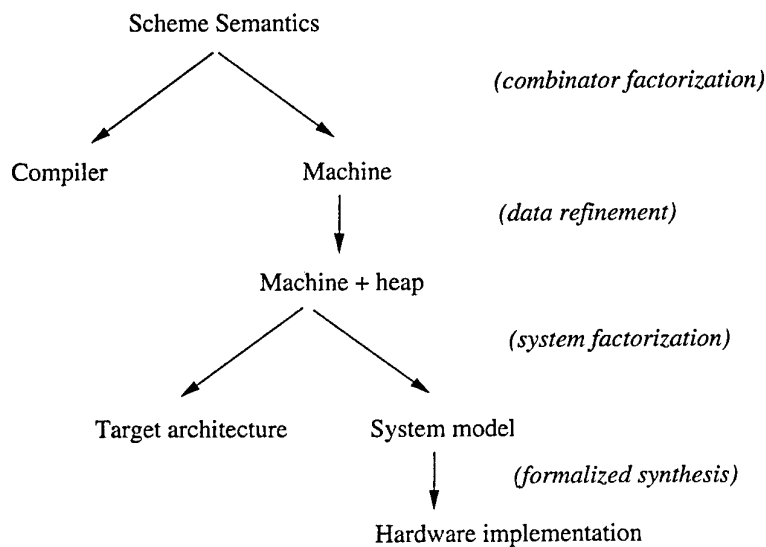 Scheme Semantics
(combinator factorization)
Compiler
Machine
(data refinement)
Machine + heap
(system factorization)
Target architecture
System model
(formalized synthesis)
Hardware implementation